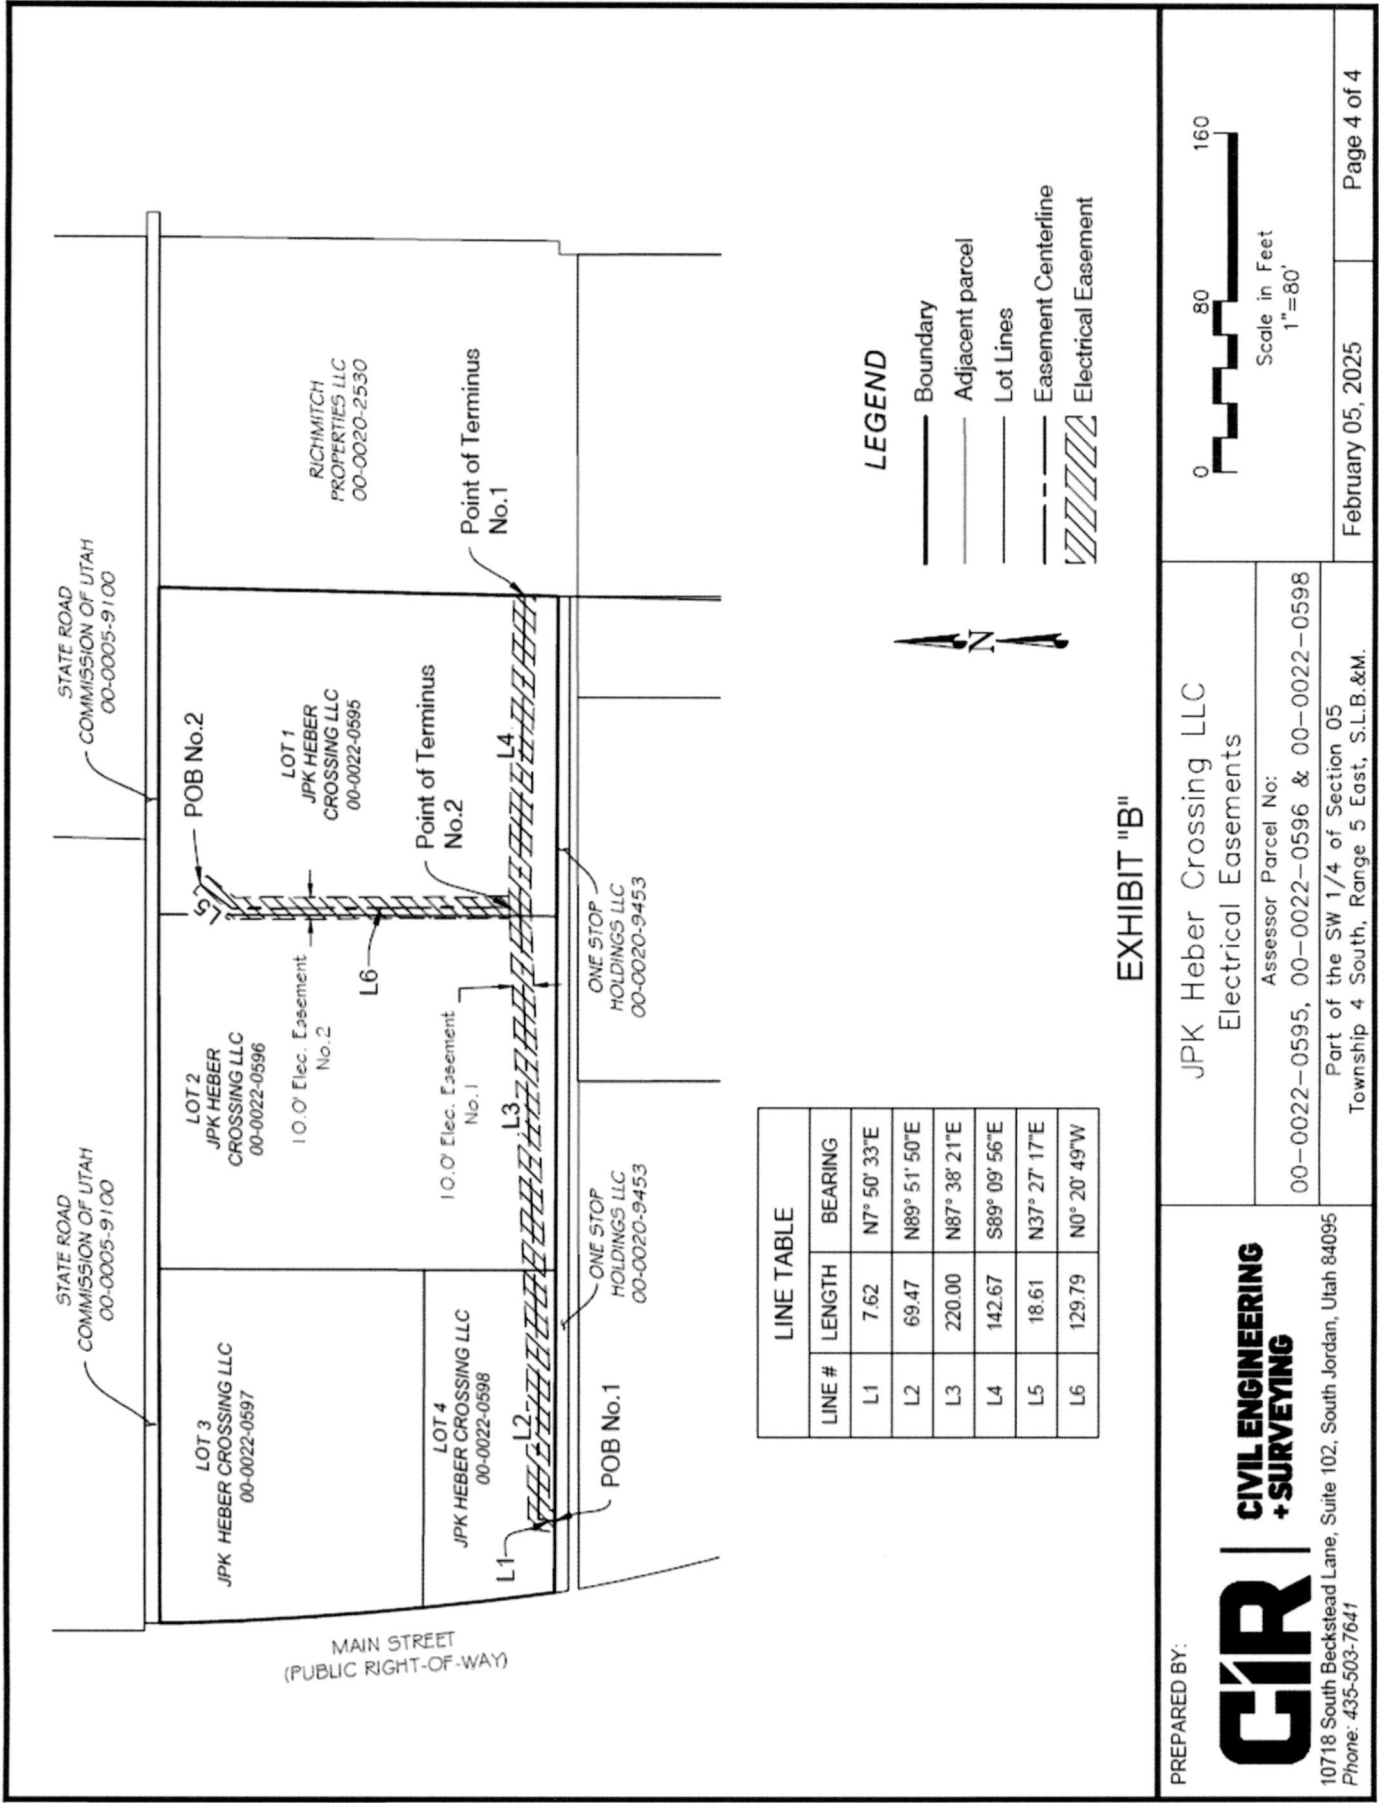 STATE ROAD
COMMISSION OF UTAH
00-0005-9100
STATE ROAD
COMMISSION OF UTAH
00-0005-9100
LOT 3
JPK HEBER CROSSING LLC
00-0022-0597
LOT 2
JPK HEBER
CROSSING LLC
00-0022-0596
POB No.2
L5
LOT 1
JPK HEBER
CROSSING LLC
00-0022-0595
RICHMITCH
PROPERTIES LLC
00-0020-2530
10.0' Elec. Easement
No.2
L6
MAIN STREET
(PUBLIC RIGHT-OF-WAY)
LOT 4
JPK HEBER CROSSING LLC
00-0022-0598
10.0' Elec. Easement
No.1
Point of Terminus
No.2
Point of Terminus
No.1
L1
L2
L3
L4
POB No.1
ONE STOP
HOLDINGS LLC
00-0020-9453
ONE STOP
HOLDINGS LLC
00-0020-9453
LINE TABLE
LINE # LENGTH BEARING
L1 7.62 N7° 50' 33"E
L2 69.47 N89° 51' 50"E
L3 220.00 N87° 38' 21"E
L4 142.67 S89° 09' 56"E
L5 18.61 N37° 27' 17"E
L6 129.79 N0° 20' 49"W
N
LEGEND
Boundary
Adjacent parcel
Lot Lines
Easement Centerline
Electrical Easement
EXHIBIT "B"
PREPARED BY:
CIR
CIVIL ENGINEERING
+SURVEYING
10718 South Beckstead Lane, Suite 102, South Jordan, Utah 84095
Phone: 435-503-7641
JPK Heber Crossing LLC
Electrical Easements
Assessor Parcel No:
00-0022-0595, 00-0022-0596 & 00-0022-0598
Part of the SW 1/4 of Section 05
Township 4 South, Range 5 East, S.L.B.&M.
0 80 160
Scale in Feet
1"=80'
February 05, 2025
Page 4 of 4